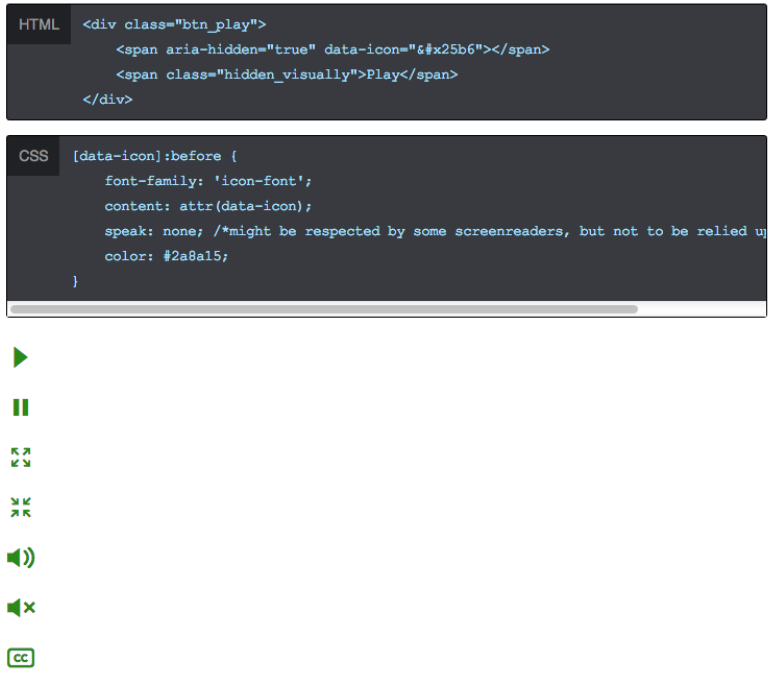 HTML
<div class="btn_play">
    <span aria-hidden="true" data-icon="&#x25b6"></span>
    <span class="hidden_visually">Play</span>
</div>
CSS
[data-icon]:before {
    font-family: 'icon-font';
    content: attr(data-icon);
    speak: none; /*might be respected by some screenreaders, but not to be relied
    color: #2a8a15;
}
CC